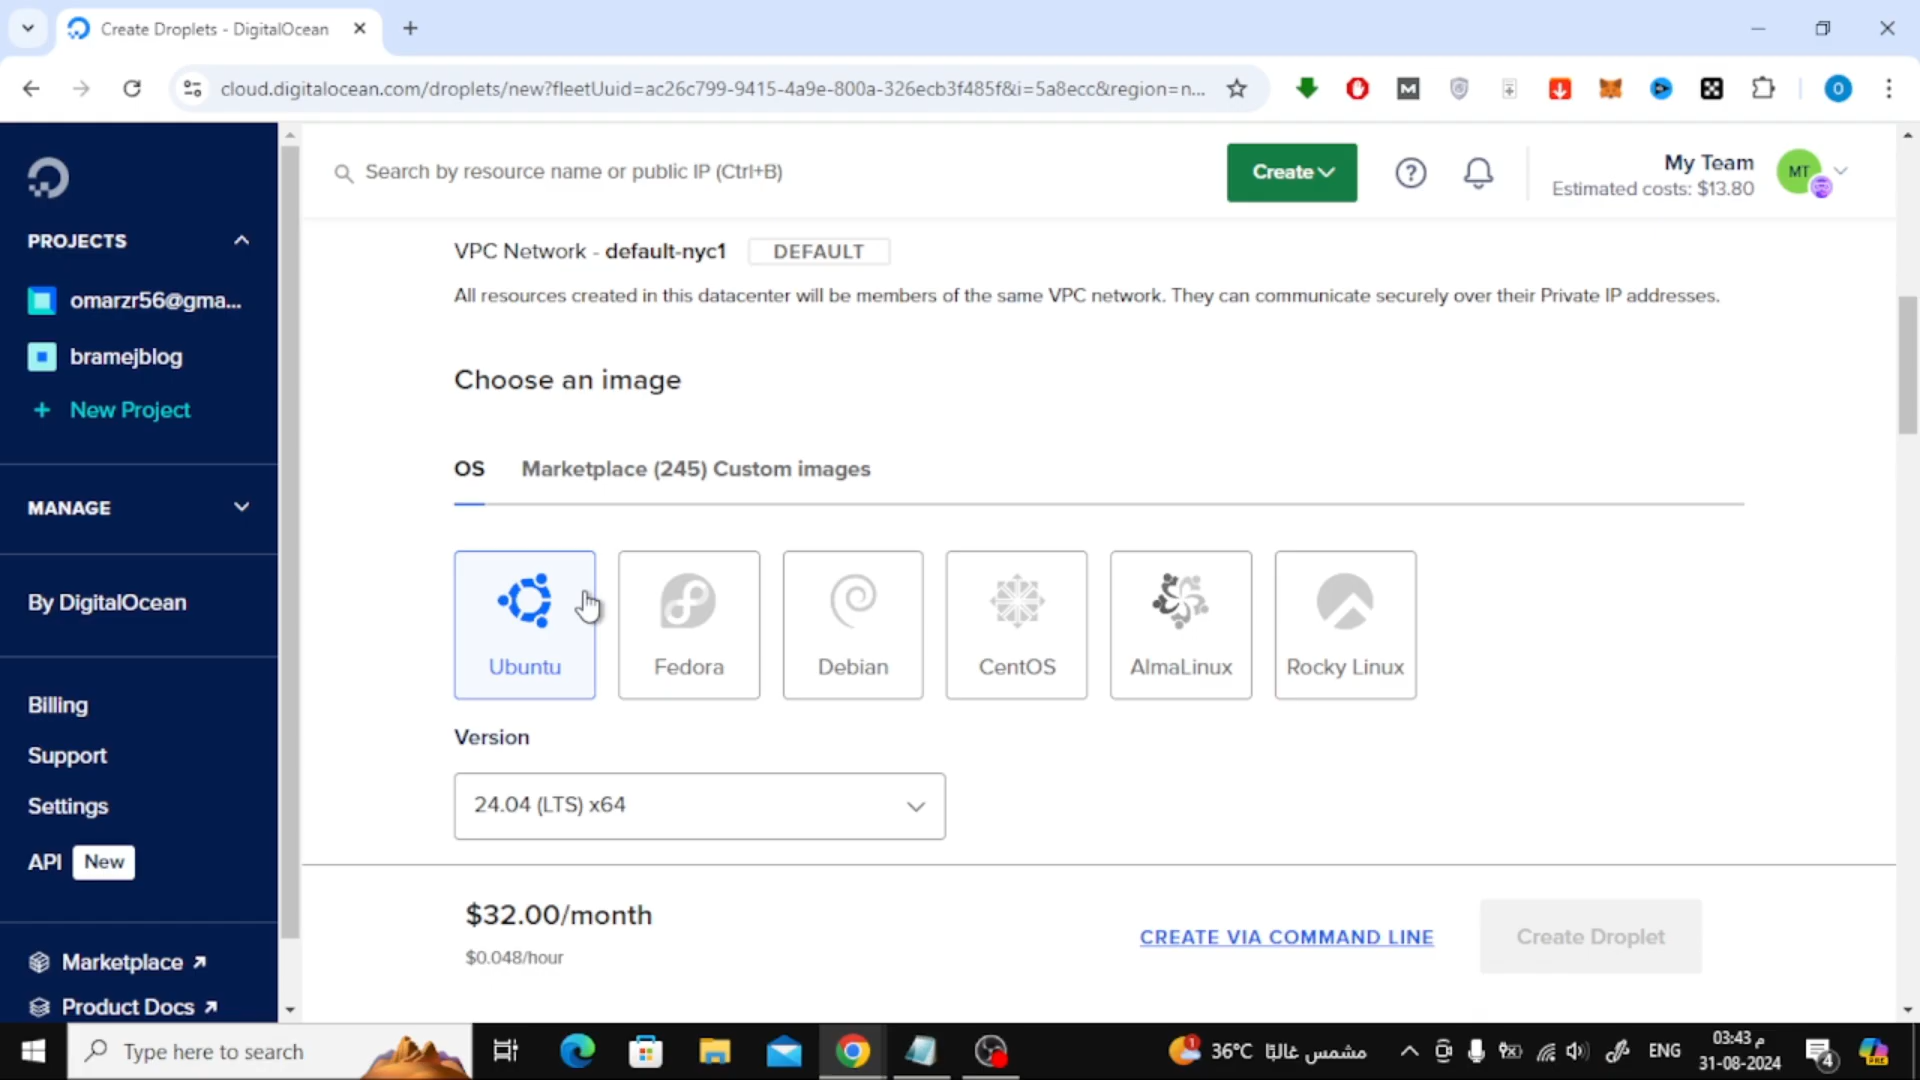 Create Droplets - DigitalOcean
cloud.digitalocean.com/droplets/new?fleetUuid=ac26c799-9415-4a9e-800a-326ecb3f485f&i=5a8ecc&region=n...
O
Search by resource name or public IP (Ctrl+B)
Create
My Team
Estimated costs: $13.80
MT
PROJECTS
omarzr56@gma...
bramejblog
+ New Project
MANAGE
By DigitalOcean
Billing
Support
Settings
API New
Marketplace
Product Docs
VPC Network - default-nyc1 DEFAULT
All resources created in this datacenter will be members of the same VPC network. They can communicate securely over their Private IP addresses.
Choose an image
OS Marketplace (245) Custom images
Ubuntu
Fedora
Debian
CentOS
AlmaLinux
Rocky Linux
Version
24.04 (LTS) x64
$32.00/month
$0.048/hour
CREATE VIA COMMAND LINE
Create Droplet
Type here to search
1
36°C مشمس غالبًا
ENG
03:43 م
31-08-2024
4
PRE